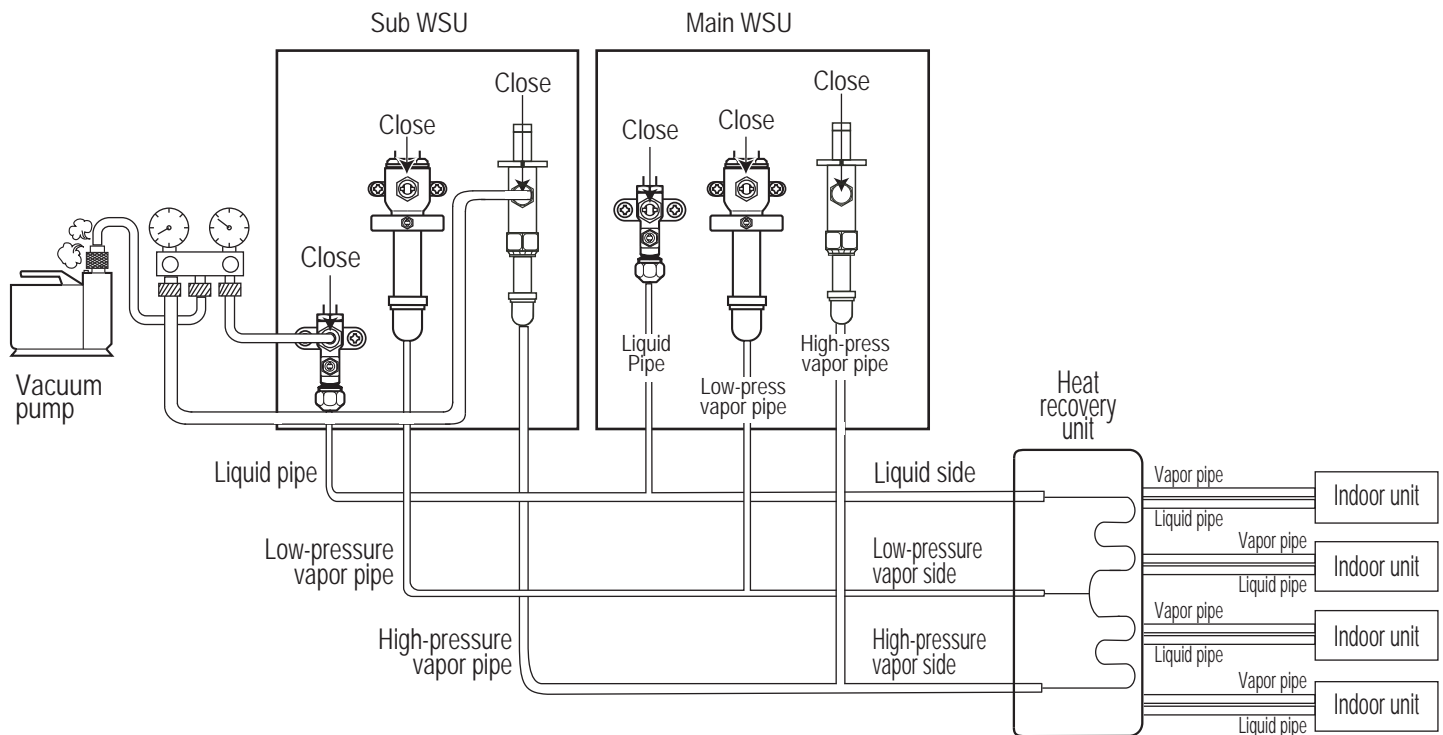 Sub WSU
Main WSU
Close
Close
Close
Close
Close
Close
Vacuum
pump
Liquid
Pipe
Low-press
vapor pipe
High-press
vapor pipe
Heat
recovery
unit
Liquid pipe
Liquid side
Low-pressure
vapor pipe
Low-pressure
vapor side
High-pressure
vapor pipe
High-pressure
vapor side
Vapor pipe
Liquid pipe
Indoor unit
Vapor pipe
Liquid pipe
Indoor unit
Vapor pipe
Liquid pipe
Indoor unit
Vapor pipe
Liquid pipe
Indoor unit